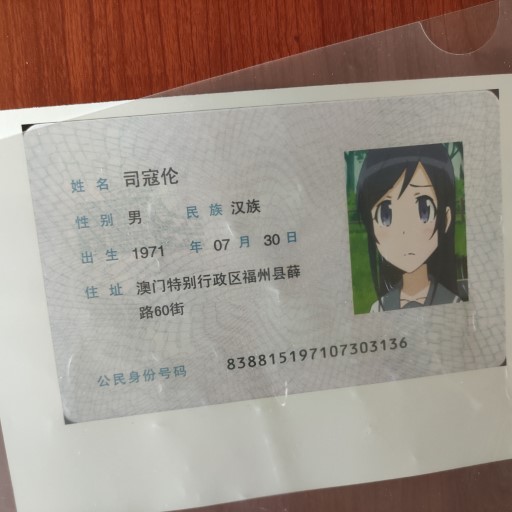 姓名 司寇伦
性别 男 民族 汉族
出生 1971 年 07 月 30 日
住址 澳门特别行政区福州县薛
路60街
公民身份号码 838815197107303136